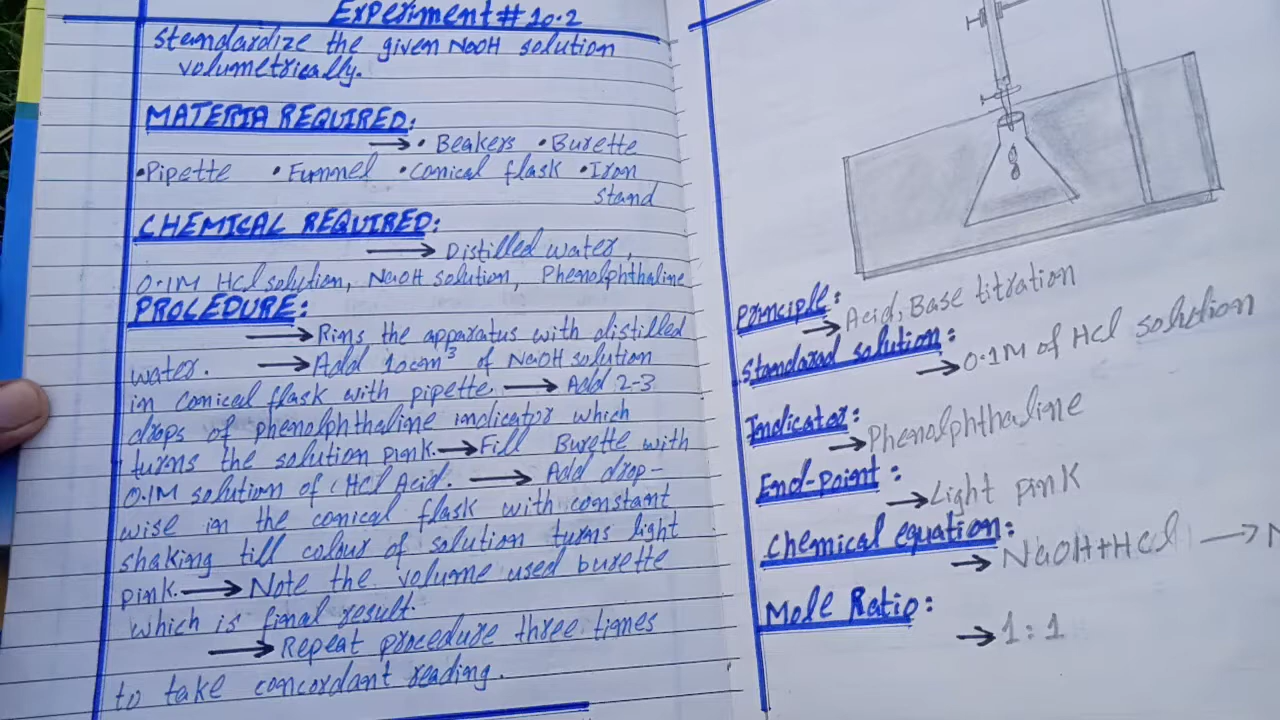 Experiment # 10.2
Standardize the given NaOH solution
volumetrically.
MATERIA REQUIRED:
→ • Beakers • Burette
• Pipette • Funnel • Conical flask • Iron
stand
CHEMICAL REQUIRED:
→ Distilled water,
0.1M HCl solution, NaOH solution, Phenolphthaline
PROCEDURE:
→ Rins the apparatus with distilled
water. → Add 10cm³ of NaOH solution
in conical flask with pipette → Add 2-3
drops of phenolphthaline indicator which
turns the solution pink. → Fill Burette with
0.1M solution of HCl Acid. → Add drop-
wise in the conical flask with constant
shaking till colour of solution turns light
pink. → Note the volume used burette
which is final result.
→ Repeat procedure three times
to take concordant reading.
Principle:
→ Acid, Base titration
Standarad solution:
→ 0.1M of HCl solution
Indicator:
→ Phenolphthaline
End-point:
→ Light pink
Chemical equation:
→ NaOH + HCl → N
Mole Ratio:
→ 1 : 1